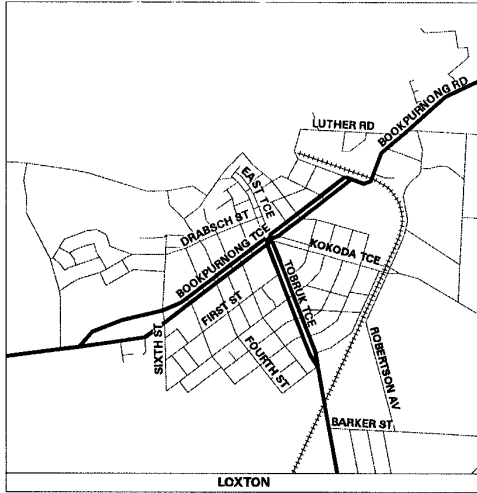 BOOKPURNONG RD
LUTHER RD
EAST TCE
DRABSCH ST
BOOKPURNONG TCE
KOKODA TCE
TOBRUK TCE
FIRST ST
SIXTH ST
FOURTH ST
ROBERTSON AV
BARKER ST
LOXTON